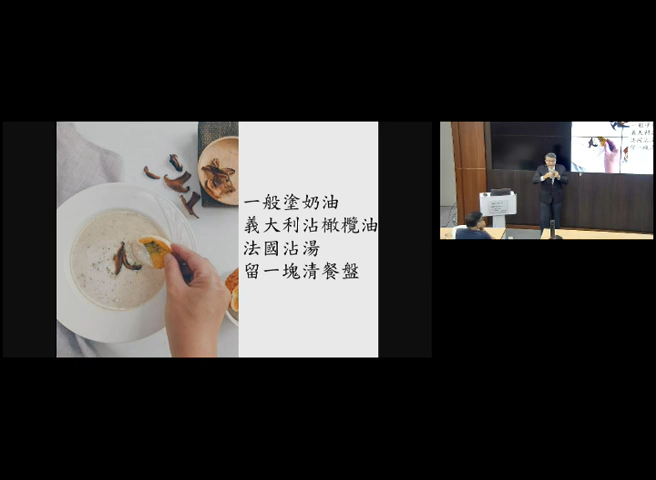 一般塗奶油
義大利沾橄欖油
法國沾湯
留一塊清餐盤